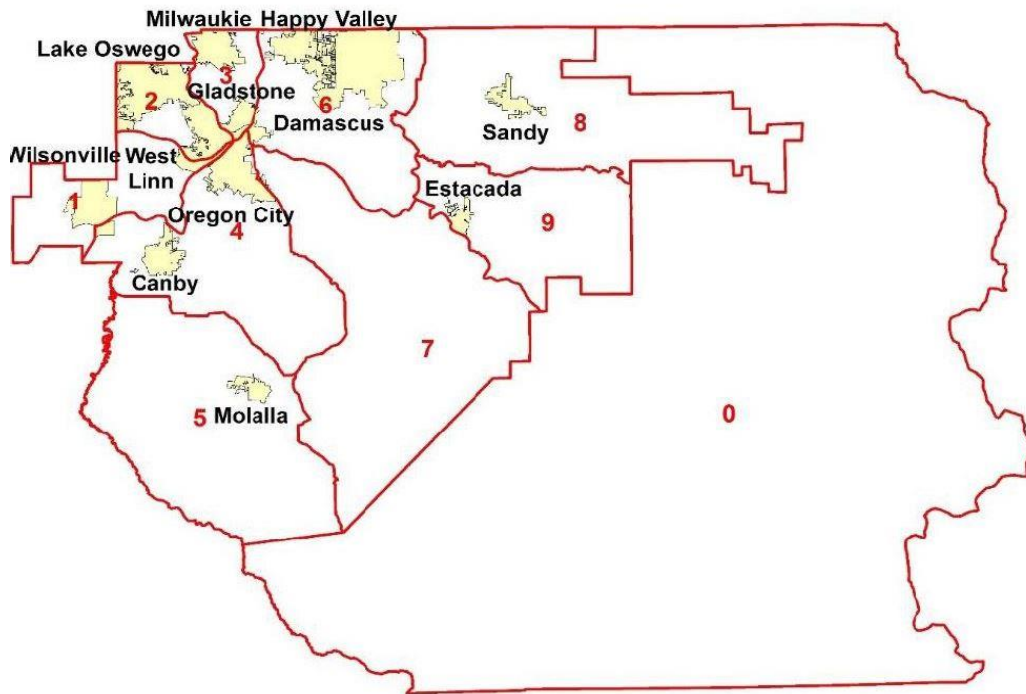 Milwaukie Happy Valley
Lake Oswego
3
2
Gladstone
6
Damascus
Sandy
8
Wilsonville West
Linn
1
Estacada
Oregon City
4
9
Canby
7
5 Molalla
0